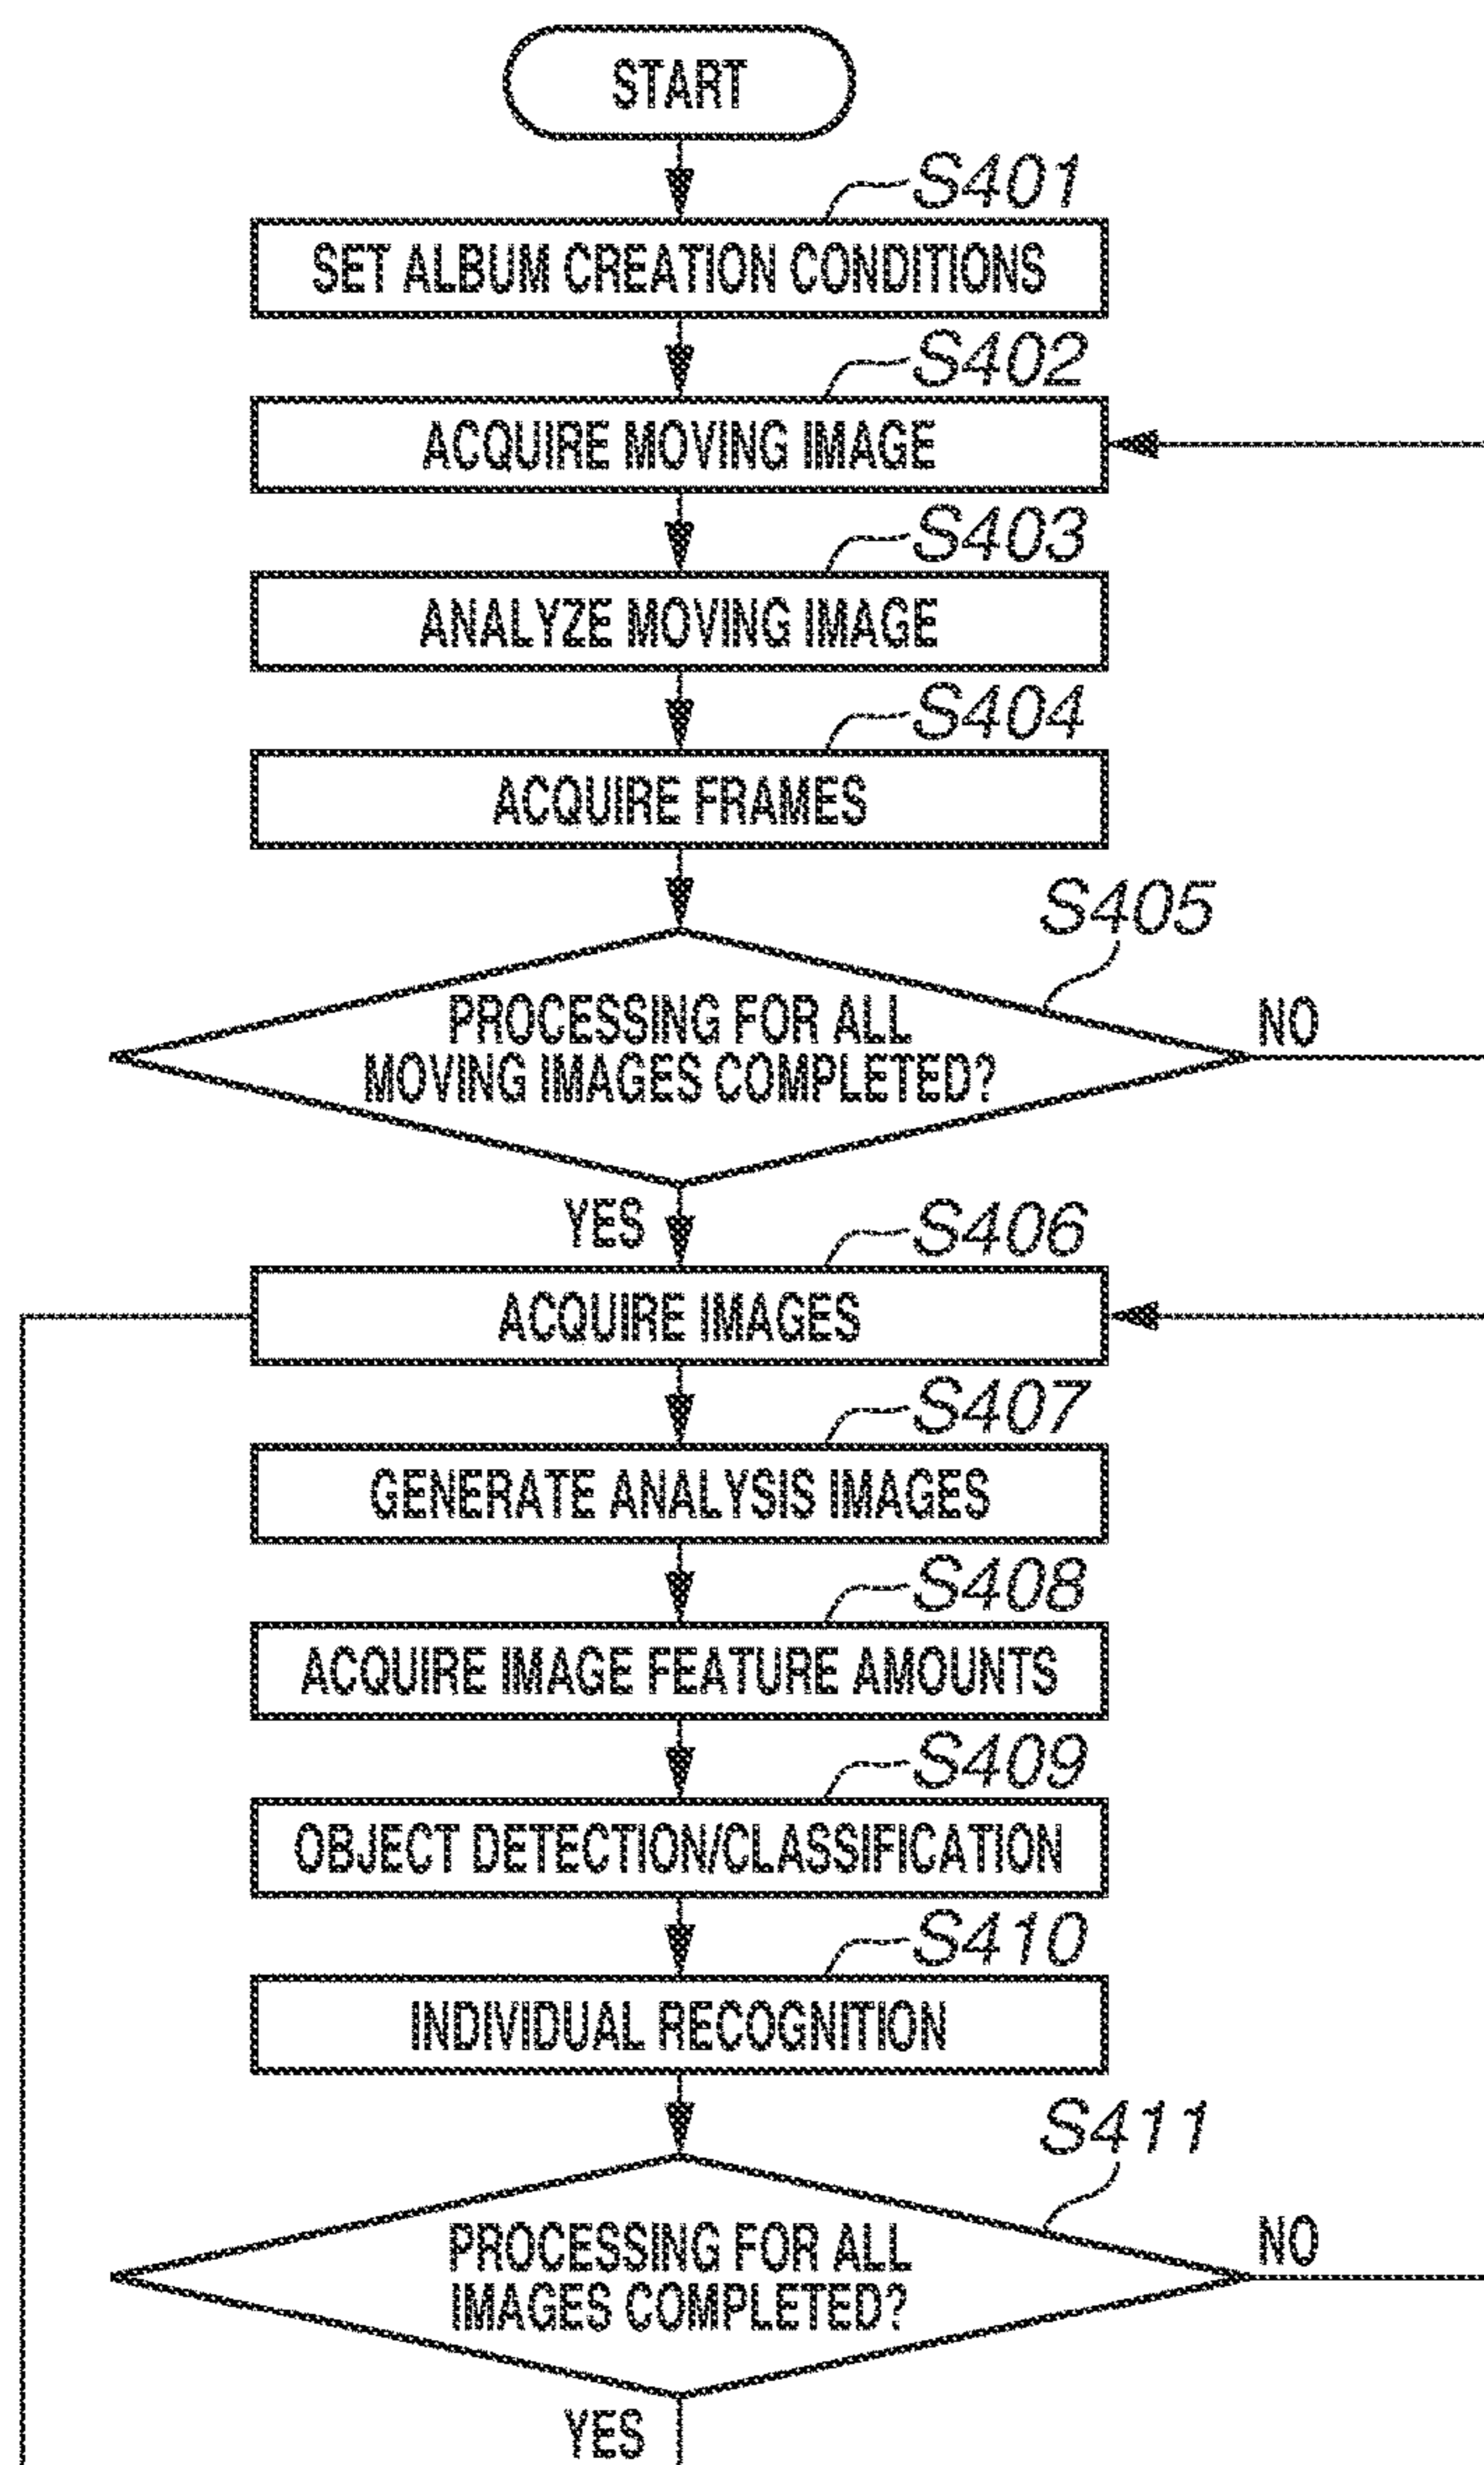 START
S401
SET ALBUM CREATION CONDITIONS
S402
ACQUIRE MOVING IMAGE
S403
ANALYZE MOVING IMAGE
S404
ACQUIRE FRAMES
S405
PROCESSING FOR ALL
MOVING IMAGES COMPLETED?
NO
YES
S406
ACQUIRE IMAGES
S407
GENERATE ANALYSIS IMAGES
S408
ACQUIRE IMAGE FEATURE AMOUNTS
S409
OBJECT DETECTION/CLASSIFICATION
S410
INDIVIDUAL RECOGNITION
S411
PROCESSING FOR ALL
IMAGES COMPLETED?
NO
YES